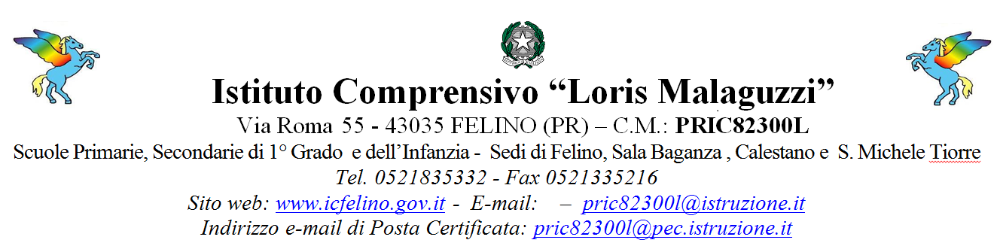 Istituto Comprensivo “Loris Malaguzzi”
Via Roma 55 - 43035 FELINO (PR) – C.M.: PRIC82300L
Scuole Primarie, Secondarie di 1° Grado e dell’Infanzia - Sedi di Felino, Sala Baganza , Calestano e S. Michele Tiorre
Tel. 0521835332 - Fax 0521335216
Sito web: www.icfelino.gov.it - E-mail: – pric82300l@istruzione.it
Indirizzo e-mail di Posta Certificata: pric82300l@pec.istruzione.it